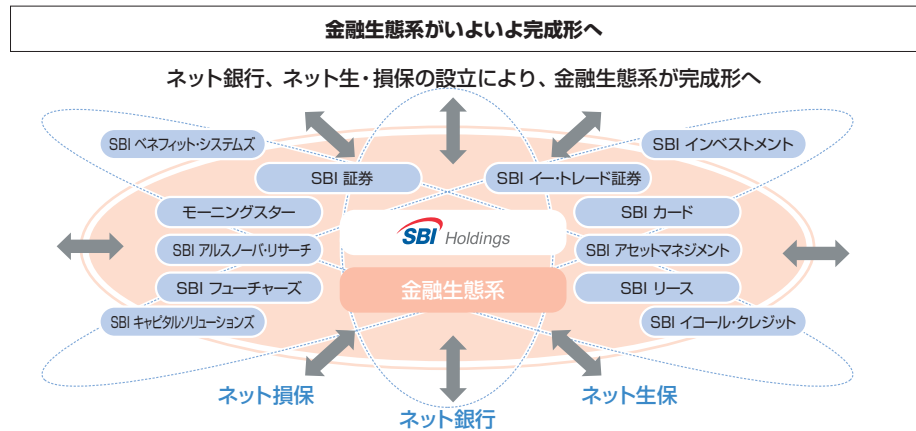 金融生態系がいよいよ完成形へ
ネット銀行、ネット生・損保の設立により、金融生態系が完成形へ
SBI ベネフィット・システムズ
SBI インベストメント
SBI 証券
SBI イー・トレード証券
モーニングスター
SBI カード
SBI Holdings
SBI アルスノーバ・リサーチ
SBI アセットマネジメント
SBI フューチャーズ
金融生態系
SBI リース
SBI キャピタルソリューションズ
SBI イコール・クレジット
ネット損保
ネット銀行
ネット生保